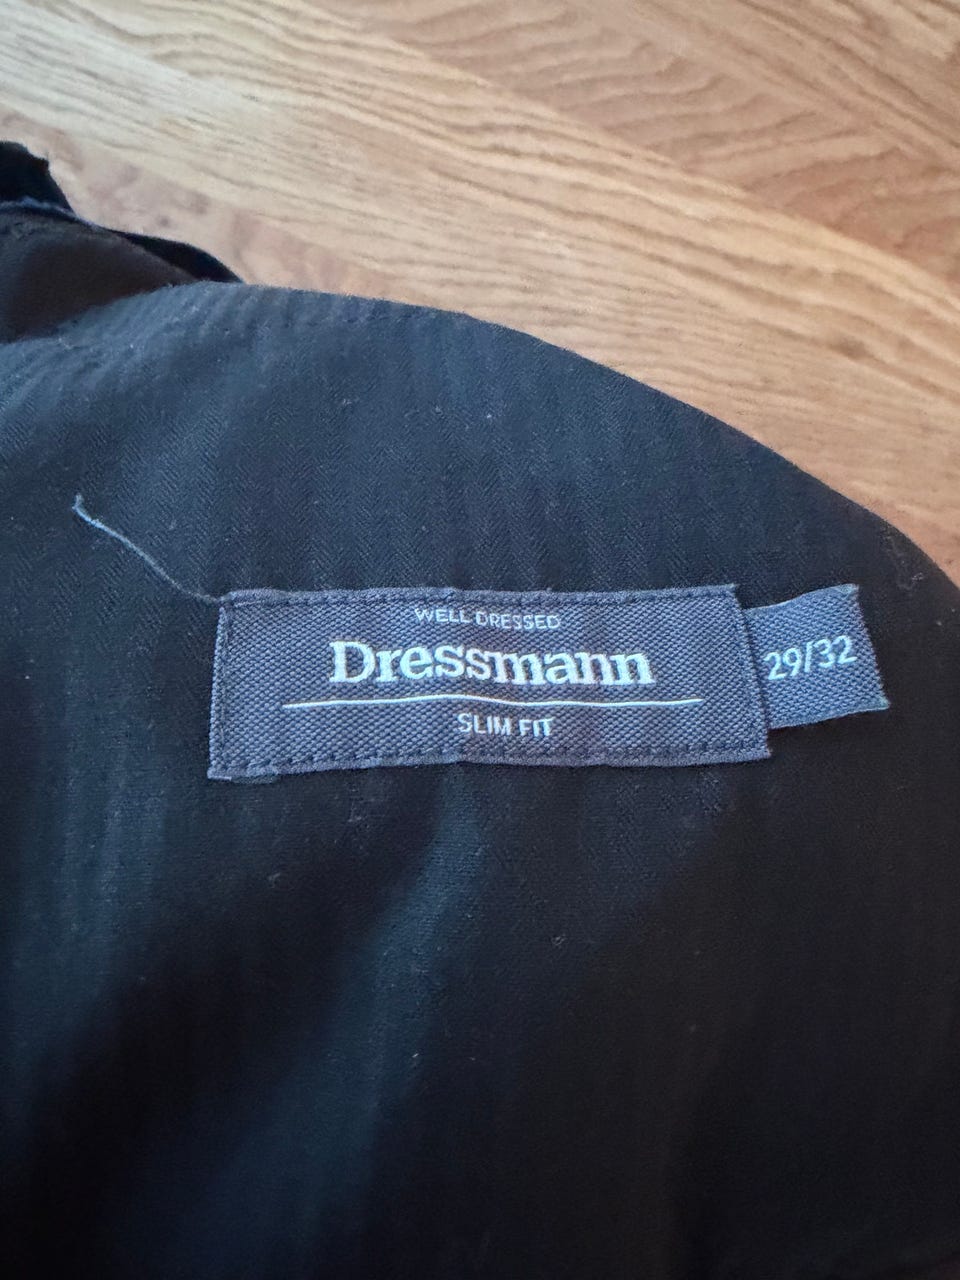 WELL DRESSED
Dressmann
SLIM FIT
29/32